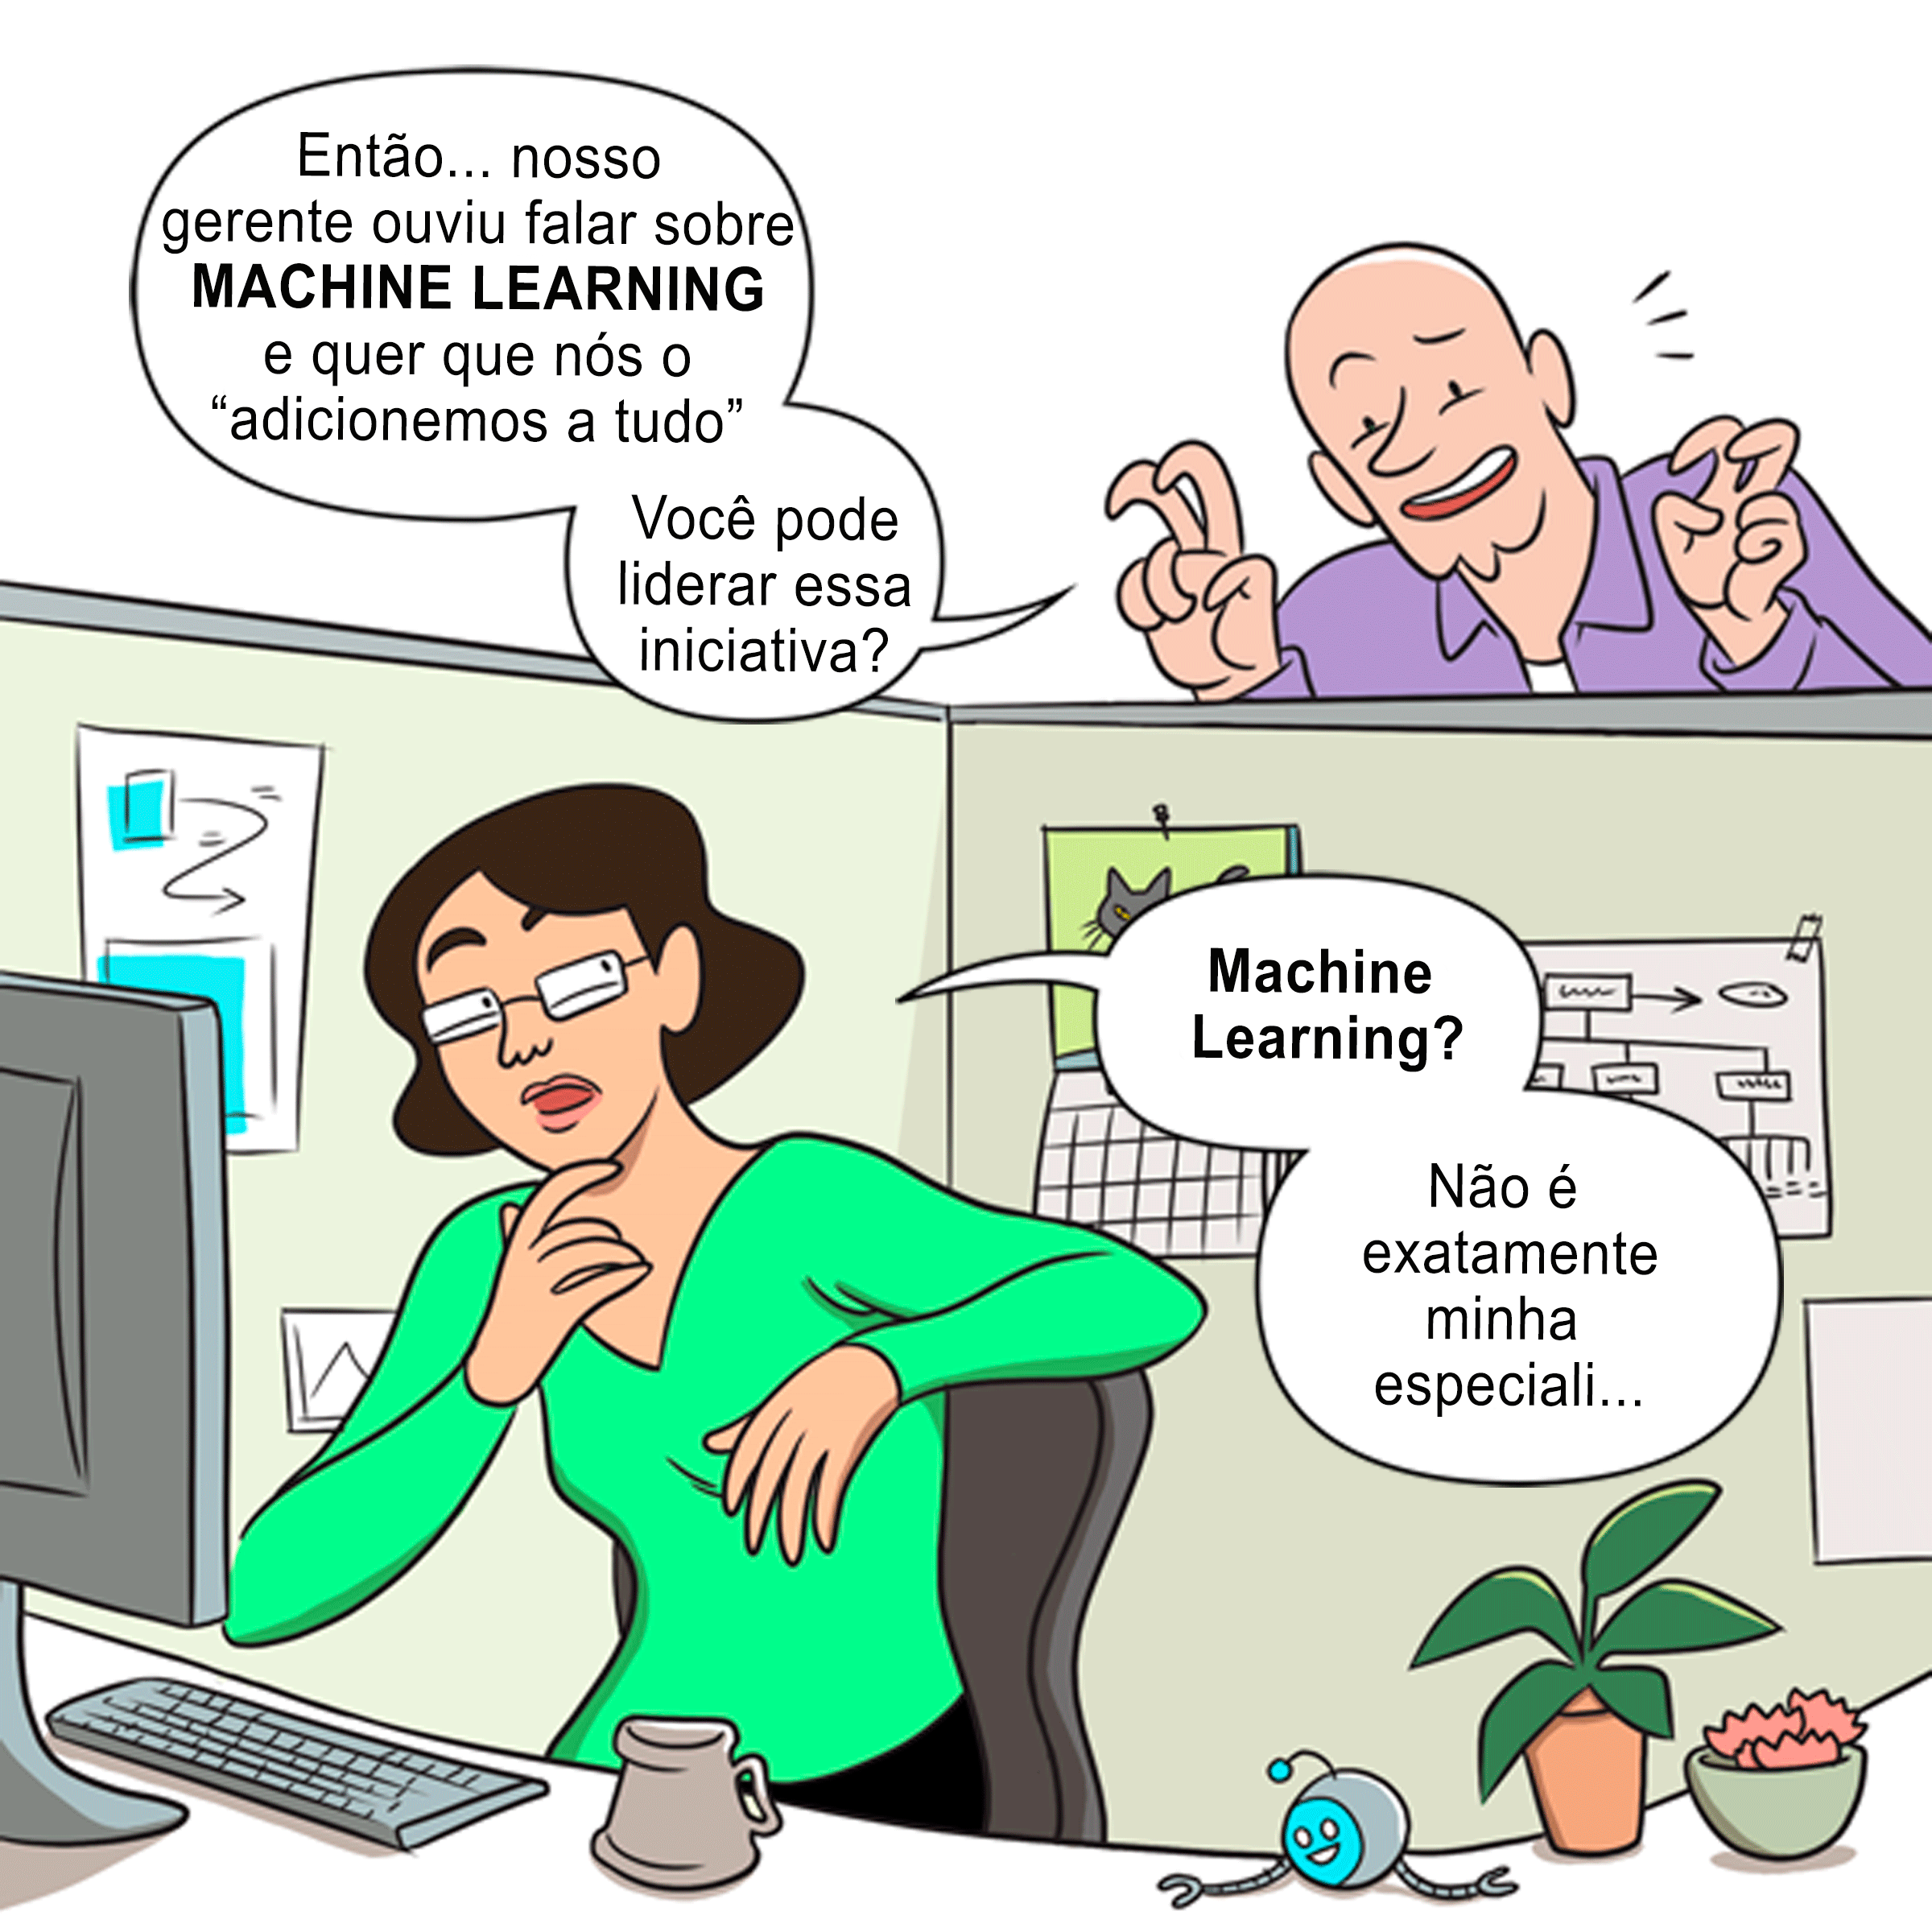 Então... nosso
gerente ouviu falar sobre
MACHINE LEARNING
e quer que nós o
“adicionemos a tudo”
Você pode
liderar essa
iniciativa?
Machine
Learning?
Não é
exatamente
minha
especiali...